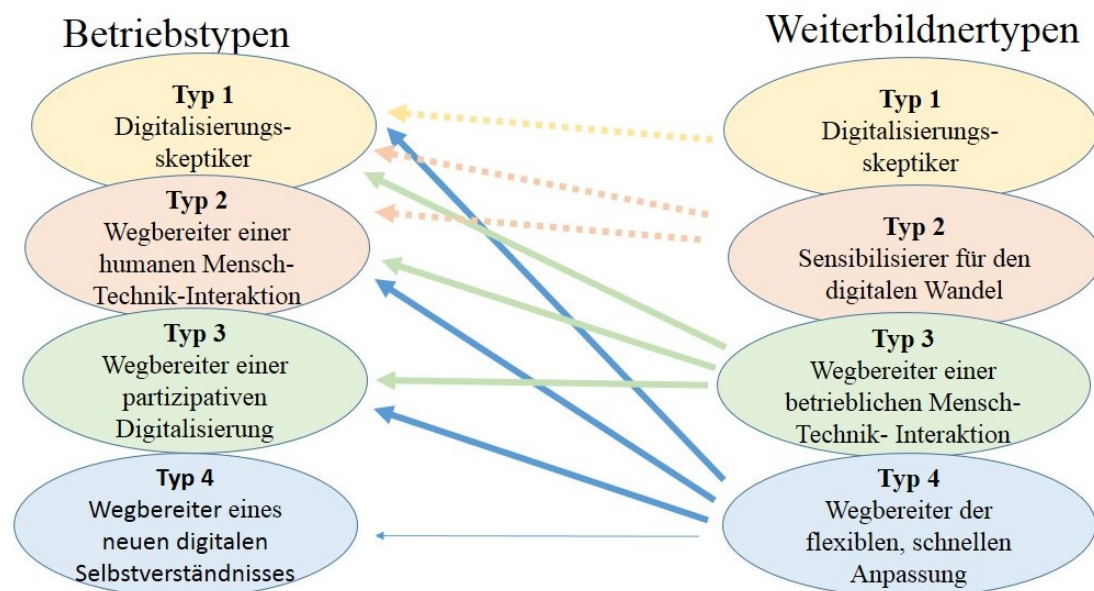 Betriebstypen
Typ 1
Digitalisierungs-
skeptiker
Typ 2
Wegbereiter einer
humanen Mensch-
Technik-Interaktion
Typ 3
Wegbereiter einer
partizipativen
Digitalisierung
Typ 4
Wegbereiter eines
neuen digitalen
Selbstverständnisses
Weiterbildnertypen
Typ 1
Digitalisierungs-
skeptiker
Typ 2
Sensibilisierer für den
digitalen Wandel
Typ 3
Wegbereiter einer
betrieblichen Mensch-
Technik- Interaktion
Typ 4
Wegbereiter der
flexiblen, schnellen
Anpassung